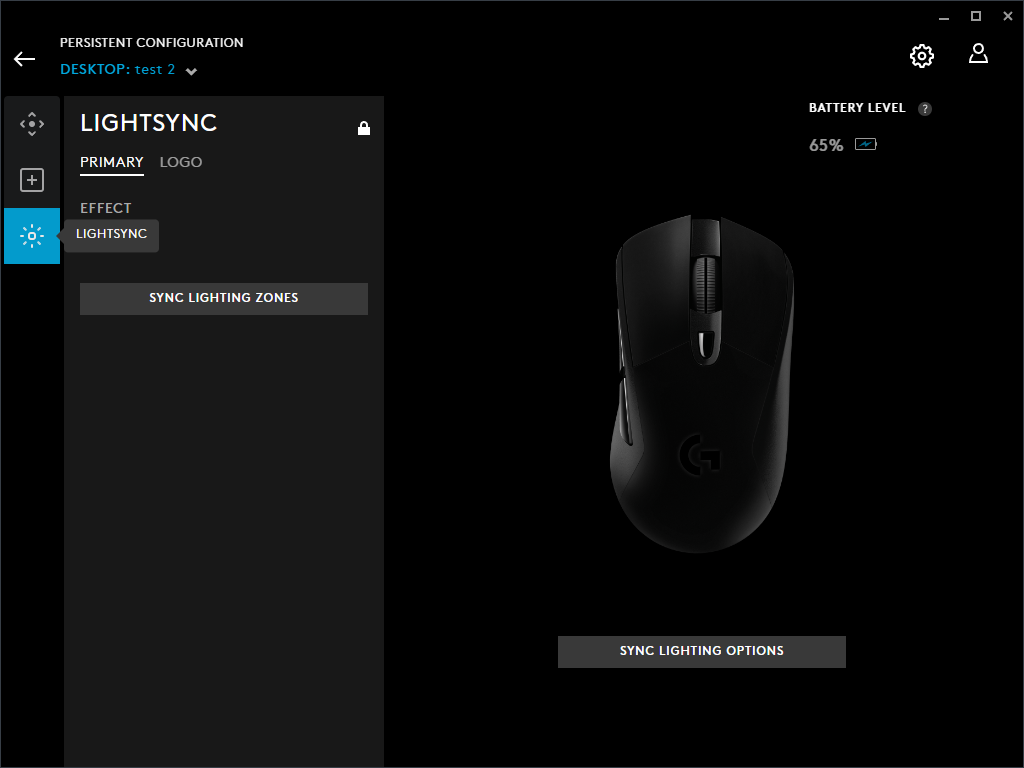 PERSISTENT CONFIGURATION
DESKTOP: test 2
LIGHTSYNC
PRIMARY LOGO
EFFECT
LIGHTSYNC
SYNC LIGHTING ZONES
BATTERY LEVEL ?
65%
SYNC LIGHTING OPTIONS